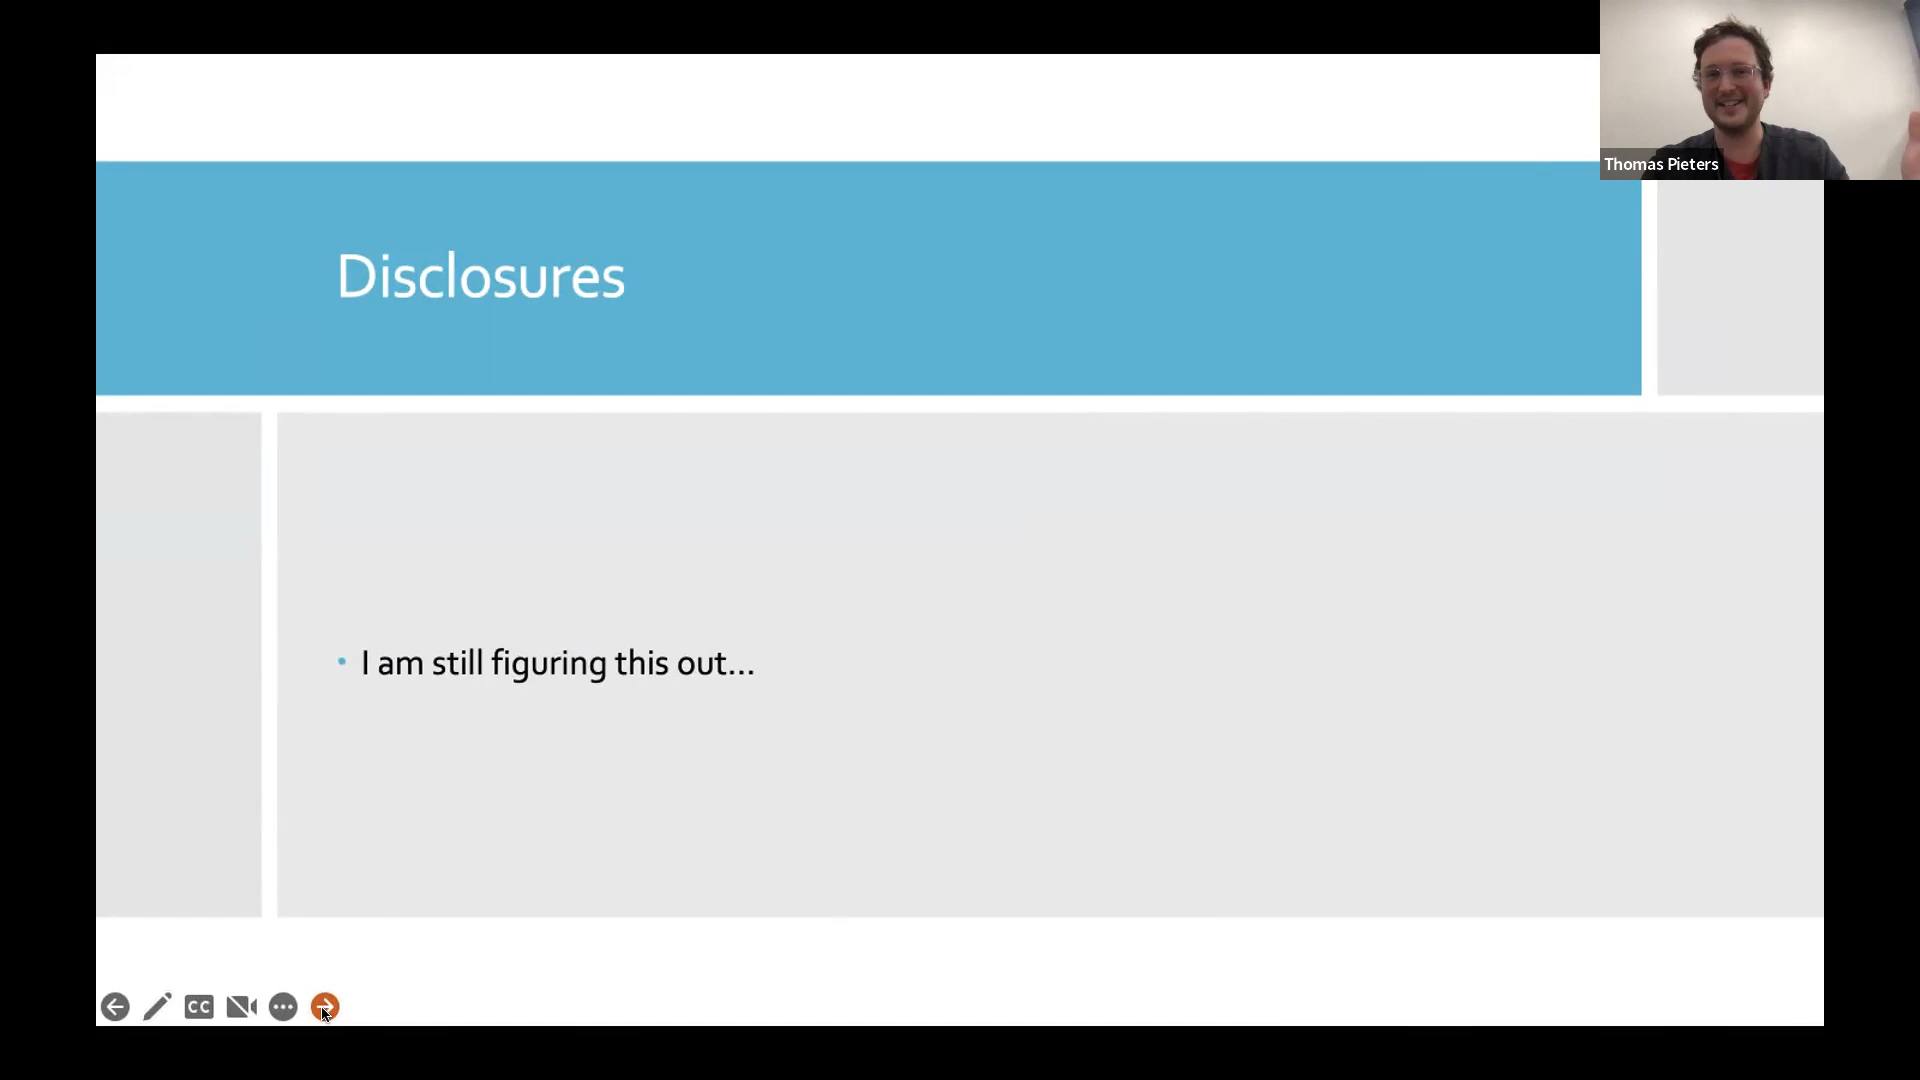 Thomas Pieters
Disclosures
• I am still figuring this out...
CC